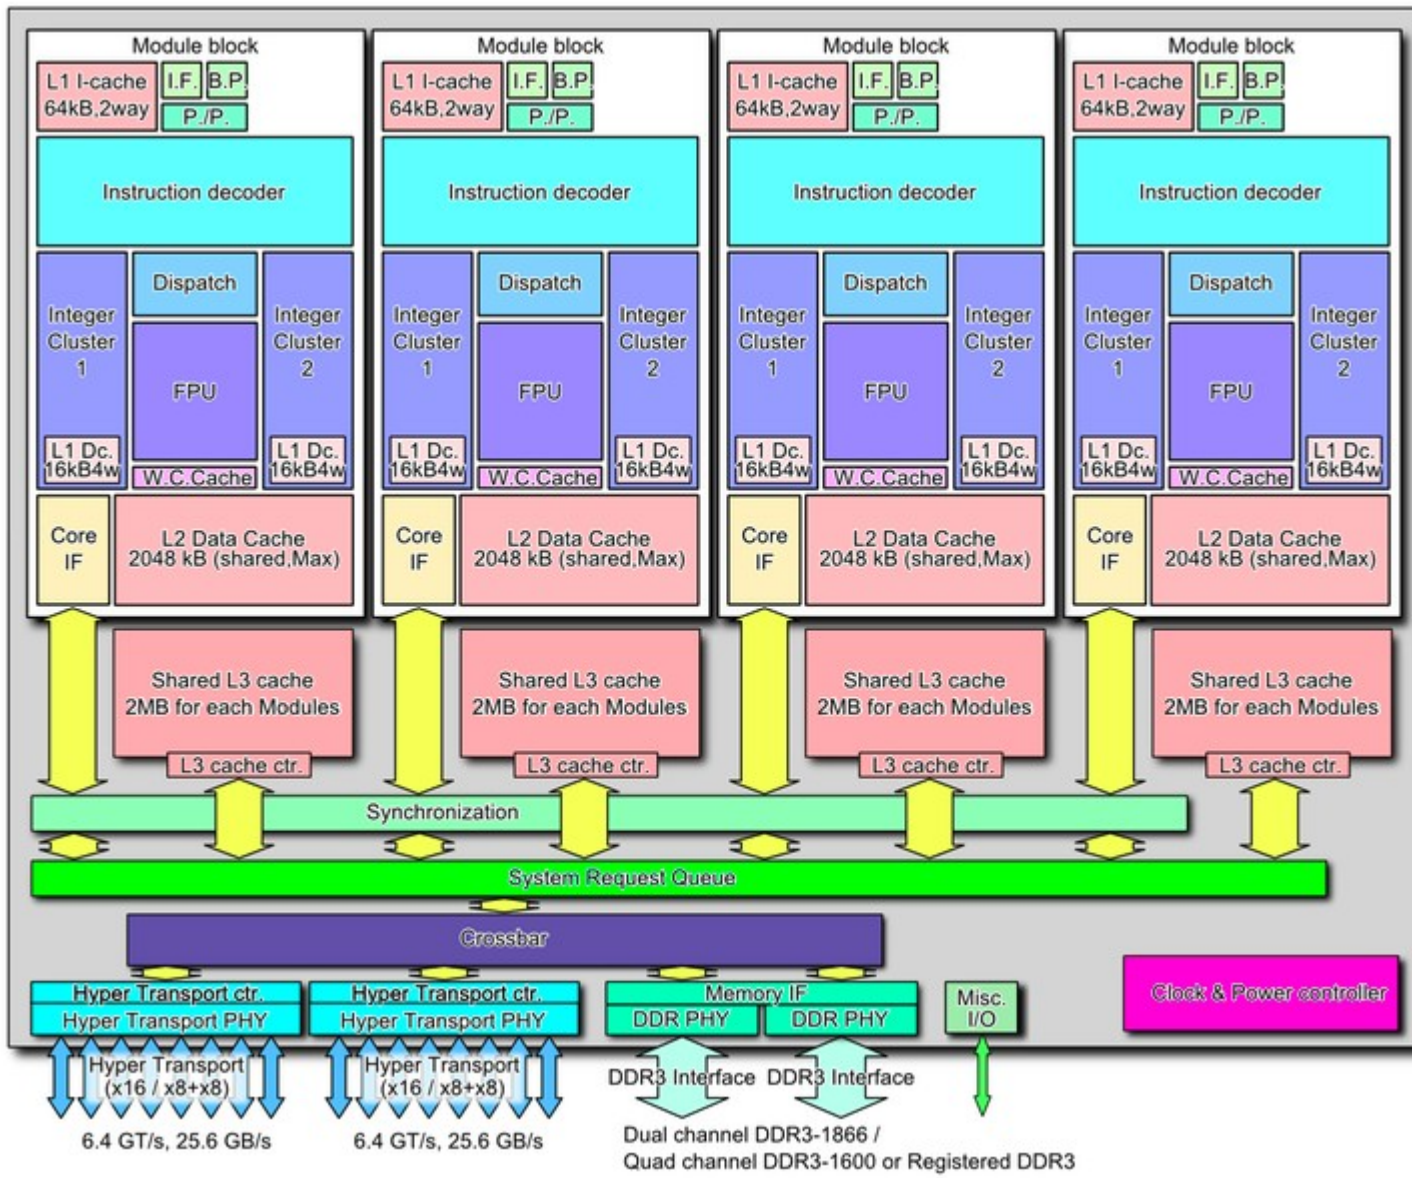 Module block
L1 I-cache
64kB,2way
I.F.
B.P.
P./P.
Instruction decoder
Integer
Cluster
1
Dispatch
FPU
Integer
Cluster
2
L1 Dc.
16kB4w
W.C.Cache
L1 Dc.
16kB4w
Core
IF
L2 Data Cache
2048 kB (shared,Max)
Shared L3 cache
2MB for each Modules
L3 cache ctr.
Module block
L1 I-cache
64kB,2way
I.F.
B.P.
P./P.
Instruction decoder
Integer
Cluster
1
Dispatch
FPU
Integer
Cluster
2
L1 Dc.
16kB4w
W.C.Cache
L1 Dc.
16kB4w
Core
IF
L2 Data Cache
2048 kB (shared,Max)
Shared L3 cache
2MB for each Modules
L3 cache ctr.
Module block
L1 I-cache
64kB,2way
I.F.
B.P.
P./P.
Instruction decoder
Integer
Cluster
1
Dispatch
FPU
Integer
Cluster
2
L1 Dc.
16kB4w
W.C.Cache
L1 Dc.
16kB4w
Core
IF
L2 Data Cache
2048 kB (shared,Max)
Shared L3 cache
2MB for each Modules
L3 cache ctr.
Module block
L1 I-cache
64kB,2way
I.F.
B.P.
P./P.
Instruction decoder
Integer
Cluster
1
Dispatch
FPU
Integer
Cluster
2
L1 Dc.
16kB4w
W.C.Cache
L1 Dc.
16kB4w
Core
IF
L2 Data Cache
2048 kB (shared,Max)
Shared L3 cache
2MB for each Modules
L3 cache ctr.
Synchronization
System Request Queue
Crossbar
Hyper Transport ctr.
Hyper Transport PHY
Hyper Transport
(x16 / x8+x8)
6.4 GT/s, 25.6 GB/s
Hyper Transport ctr.
Hyper Transport PHY
Hyper Transport
(x16 / x8+x8)
6.4 GT/s, 25.6 GB/s
Memory IF
DDR PHY
DDR PHY
DDR3 Interface
DDR3 Interface
Dual channel DDR3-1866 /
Quad channel DDR3-1600 or Registered DDR3
Misc.
I/O
Clock & Power controller